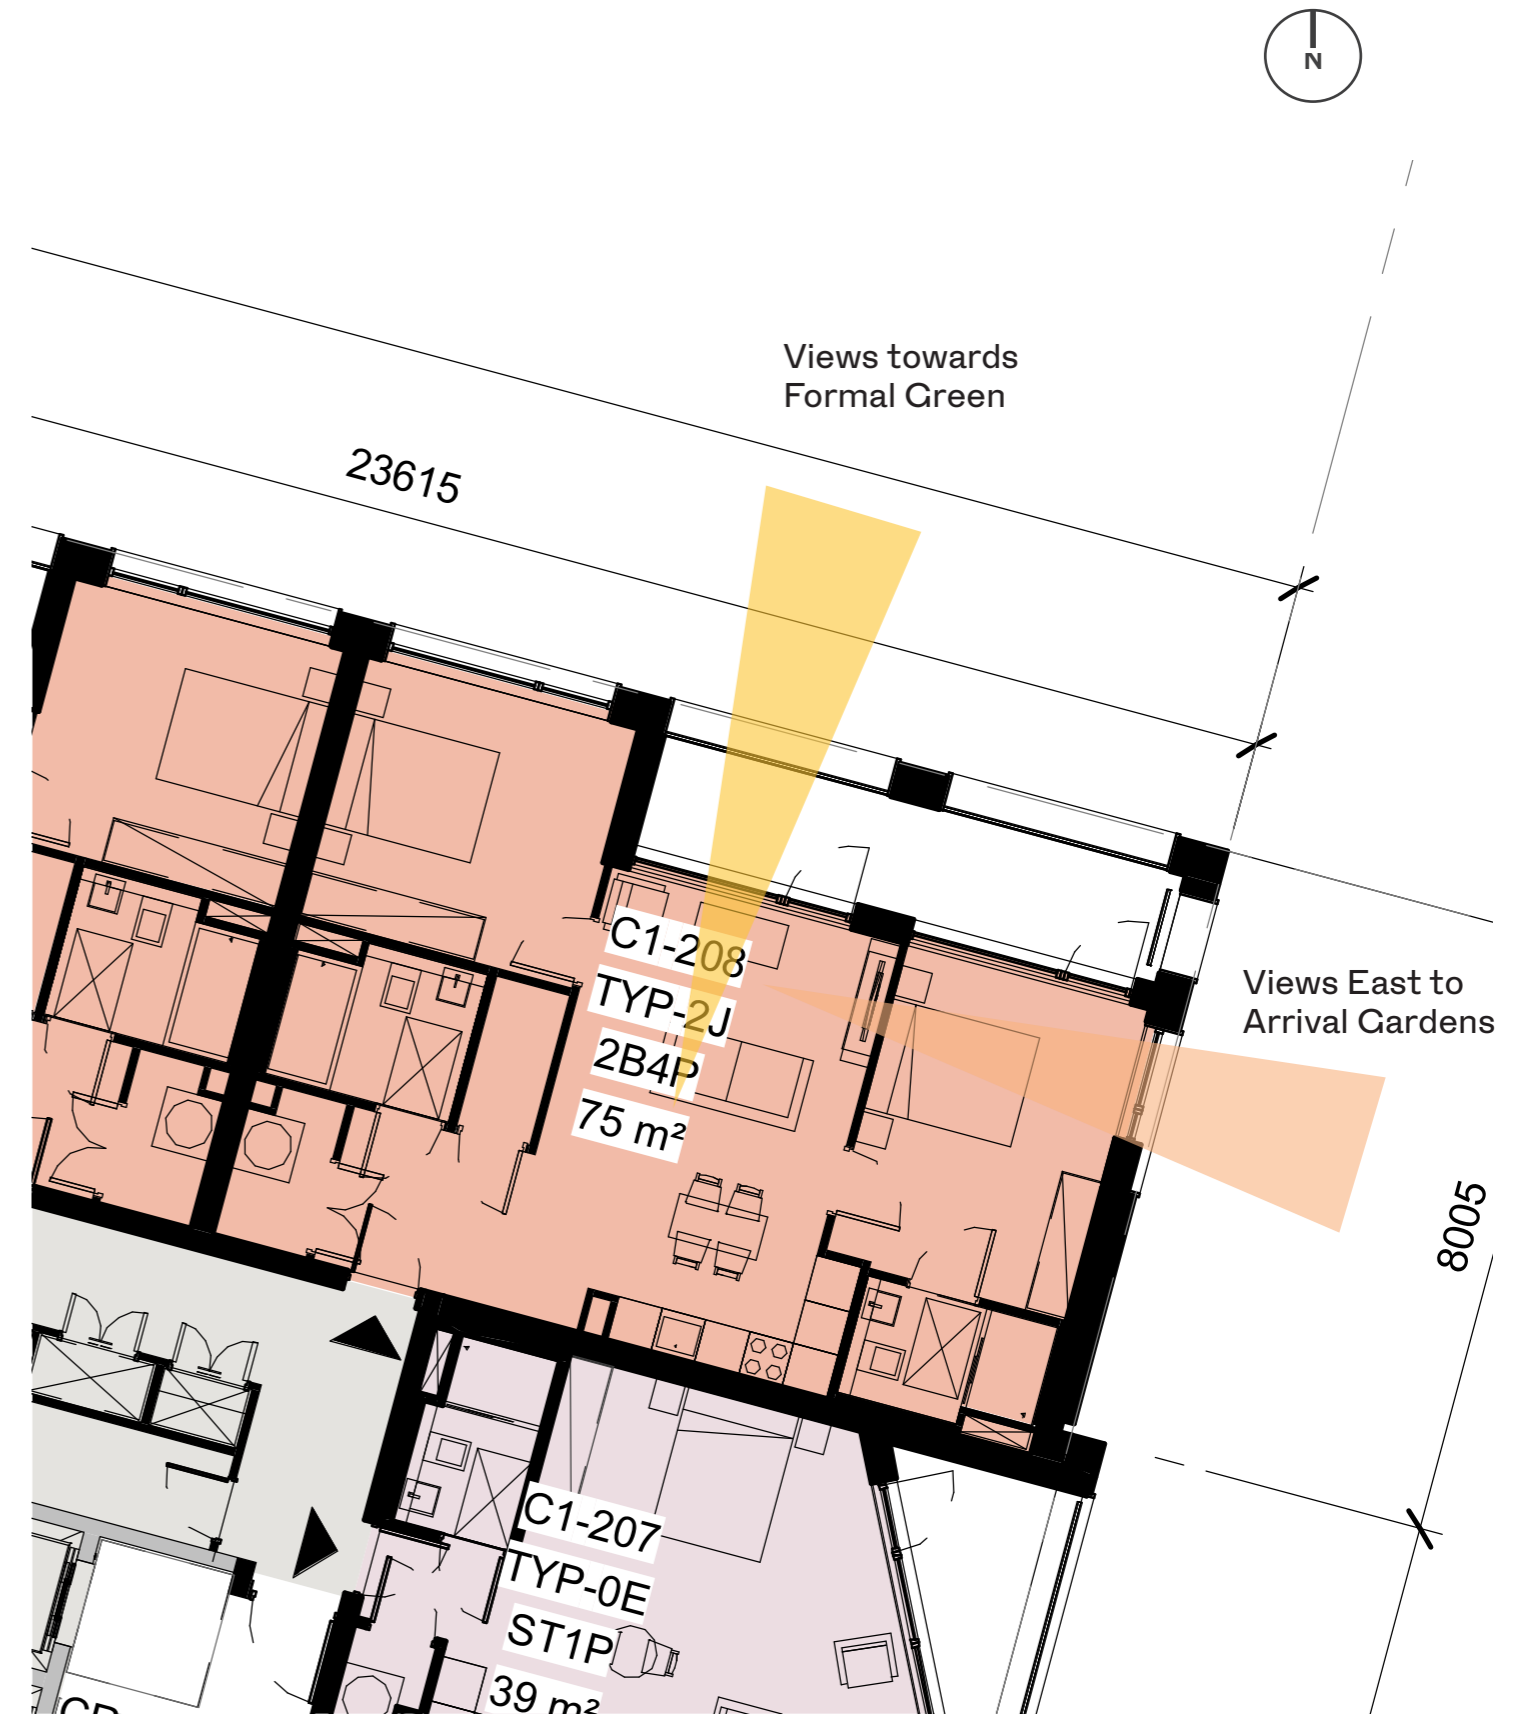 N
Views towards
Formal Green
23615
C1-208
TYP-2J
2B4P
75 m²
Views East to
Arrival Gardens
8005
C1-207
TYP-0E
ST1P
39 m²